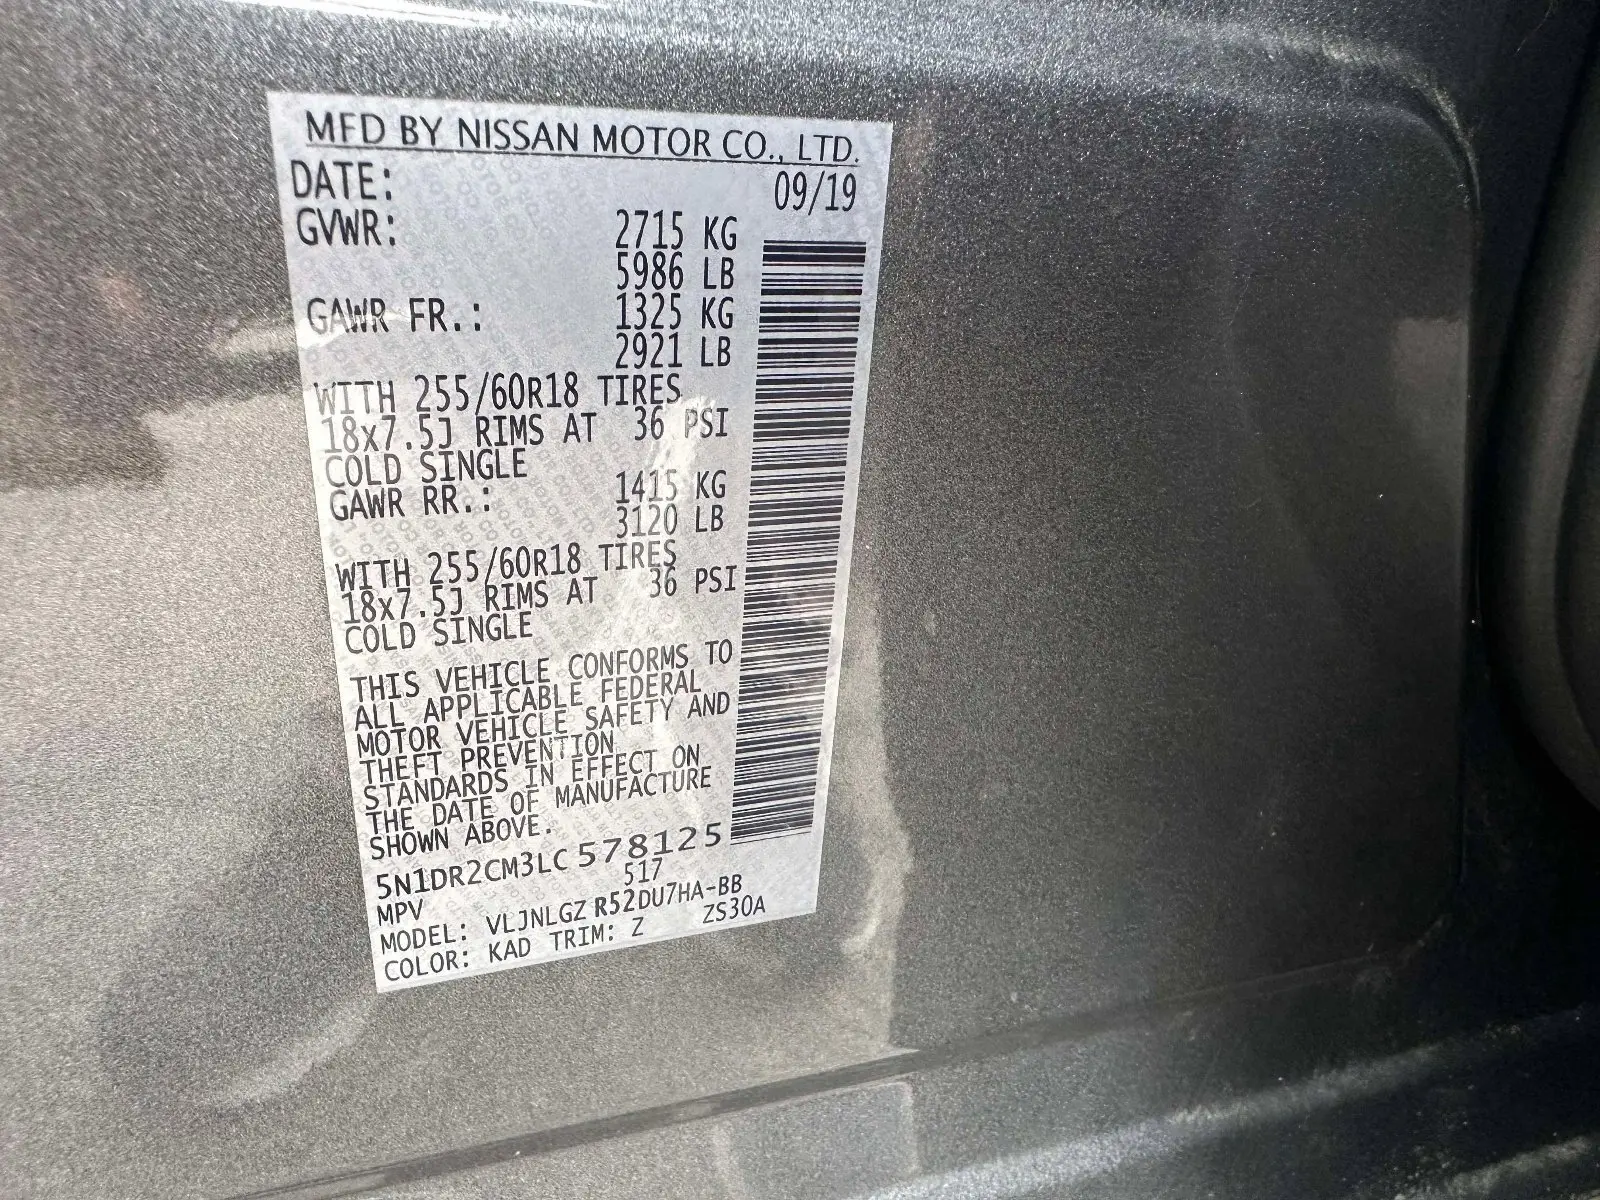 MFD BY NISSAN MOTOR CO., LTD.
DATE: 09/19
GVWR: 2715 KG
5986 LB
GAWR FR.: 1325 KG
2921 LB
WITH 255/60R18 TIRES
18x7.5J RIMS AT 36 PSI
COLD SINGLE
GAWR RR.: 1415 KG
3120 LB
WITH 255/60R18 TIRES
18x7.5J RIMS AT 36 PSI
COLD SINGLE
THIS VEHICLE CONFORMS TO
ALL APPLICABLE FEDERAL
MOTOR VEHICLE SAFETY AND
THEFT PREVENTION
STANDARDS IN EFFECT ON
THE DATE OF MANUFACTURE
SHOWN ABOVE.
5N1DR2CM3LC578125
MPV 517
MODEL: VLJNLGZ R52DU7HA-BB
COLOR: KAD TRIM: Z ZS30A